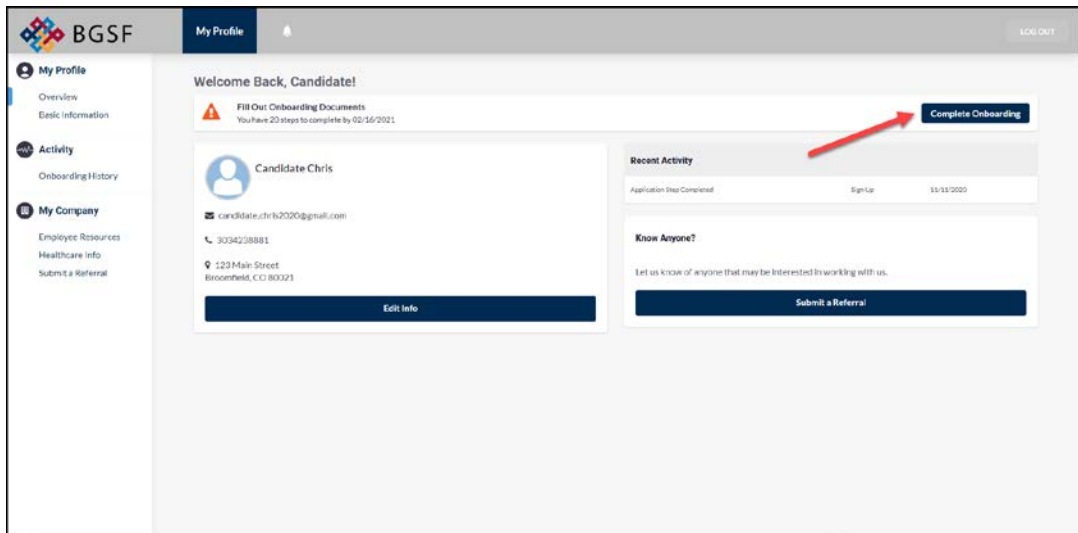 BGSF
My Profile
LOG OUT
My Profile
Overview
Basic Information
Activity
Onboarding History
My Company
Employee Resources
Healthcare Info
Submit a Referral
Welcome Back, Candidate!
Fill Out Onboarding Documents
You have 20 steps to complete by 02/16/2021
Complete Onboarding
Candidate Chris
candidate.chris2020@gmail.com
3034238881
123 Main Street
Broomfield, CO 80021
Edit Info
Recent Activity
Application Step Completed Sign Up 11/11/2020
Know Anyone?
Let us know of anyone that may be interested in working with us.
Submit a Referral